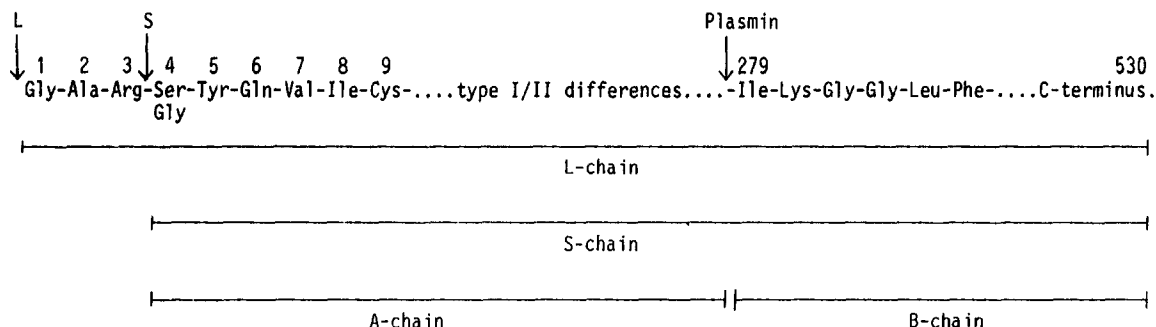 L S Plasmin
1 2 3 4 5 6 7 8 9 279 530
Gly-Ala-Arg-Ser-Tyr-Gln-Val-Ile-Cys-....type I/II differences....-Ile-Lys-Gly-Gly-Leu-Phe-....C-terminus.
Gly
L-chain
S-chain
A-chain B-chain